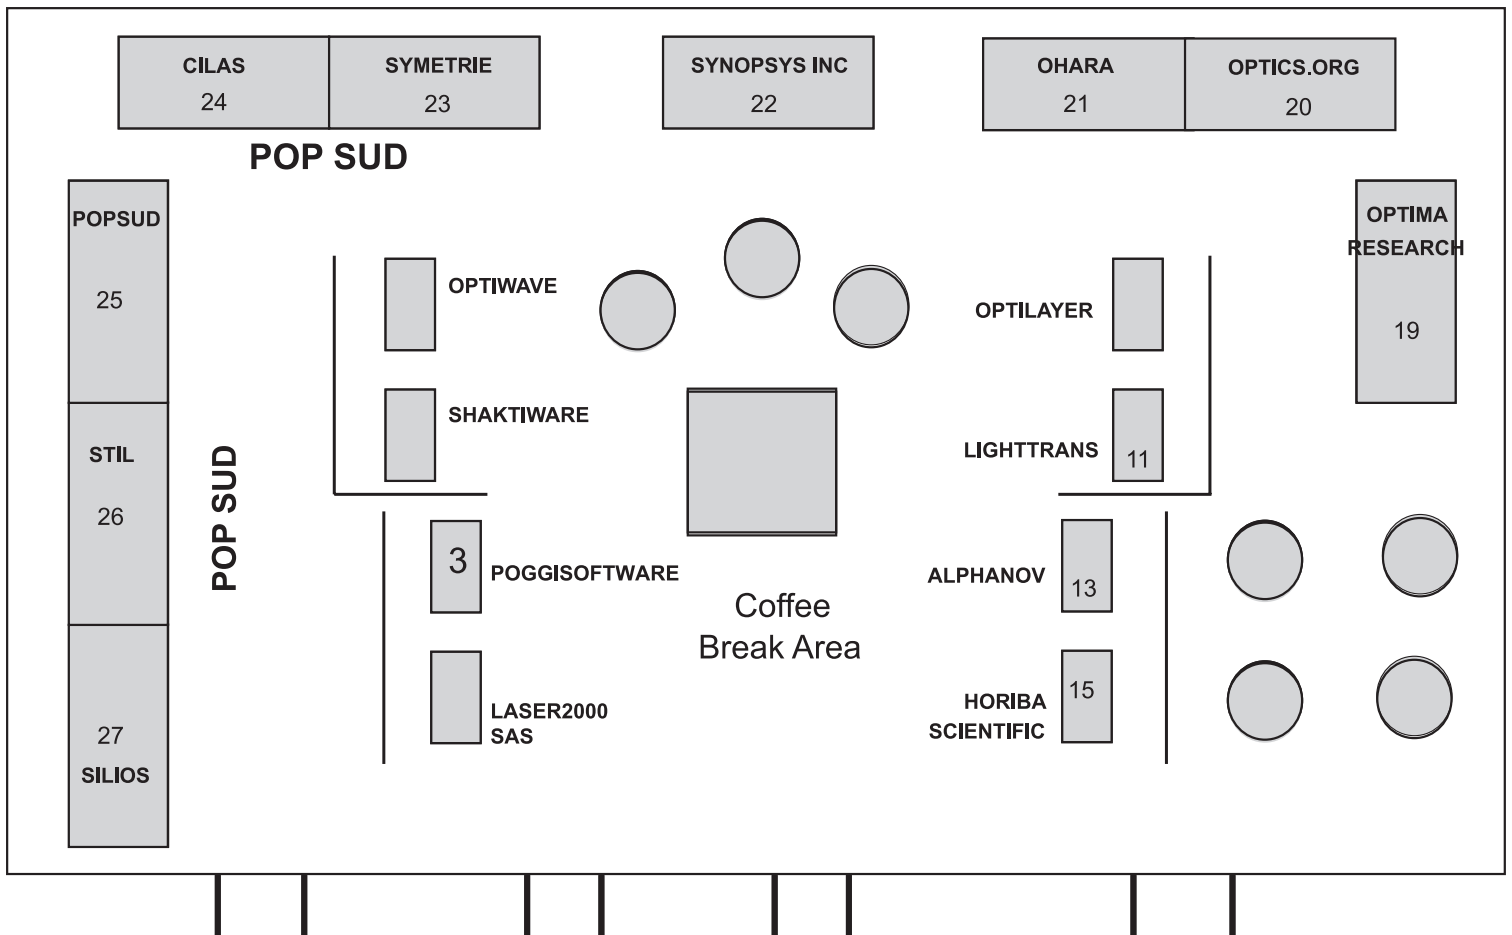 CILAS
24
SYMETRIE
23
SYNOPSYS INC
22
OHARA
21
OPTICS.ORG
20
POP SUD
POPSUD
25
STIL
26
27
SILIOS
POP SUD
OPTIWAVE
SHAKTIWARE
3
POGGISOFTWARE
LASER2000
SAS
Coffee
Break Area
OPTILAYER
LIGHTTRANS
11
ALPHANOV
13
HORIBA
SCIENTIFIC
15
OPTIMA
RESEARCH
19